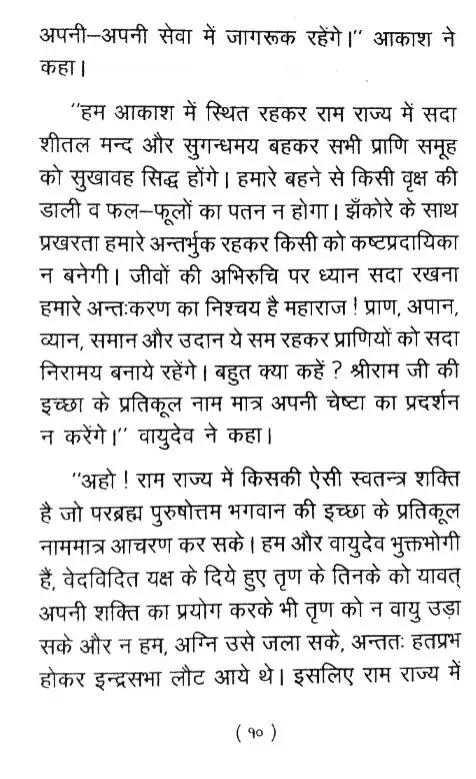 अपनी–अपनी सेवा में जागरूक रहेंगे।” आकाश ने
कहा।
“हम आकाश में स्थित रहकर राम राज्य में सदा
शीतल मन्द और सुगन्धमय बहकर सभी प्राणि समूह
को सुखावह सिद्ध होंगे। हमारे बहने से किसी वृक्ष की
डाली व फल–फूलों का पतन न होगा। झँकोरे के साथ
प्रखरता हमारे अन्तर्भुक रहकर किसी को कष्टप्रदायिका
न बनेगी। जीवों की अभिरुचि पर ध्यान सदा रखना
हमारे अन्तःकरण का निश्चय है महाराज ! प्राण, अपान,
व्यान, समान और उदान ये सम रहकर प्राणियों को सदा
निरामय बनाये रहेंगे। बहुत क्या कहें ? श्रीराम जी की
इच्छा के प्रतिकूल नाम मात्र अपनी चेष्टा का प्रदर्शन
न करेंगे।” वायुदेव ने कहा।
“अहो ! राम राज्य में किसकी ऐसी स्वतन्त्र शक्ति
है जो परब्रह्म पुरुषोत्तम भगवान की इच्छा के प्रतिकूल
नाममात्र आचरण कर सके। हम और वायुदेव भुक्तभोगी
हैं, वेदविदित यक्ष के दिये हुए तृण के तिनके को यावत्
अपनी शक्ति का प्रयोग करके भी तृण को न वायु उड़ा
सके और न हम, अग्नि उसे जला सके, अन्ततः हतप्रभ
होकर इन्द्रसभा लौट आये थे। इसलिए राम राज्य में
( १० )